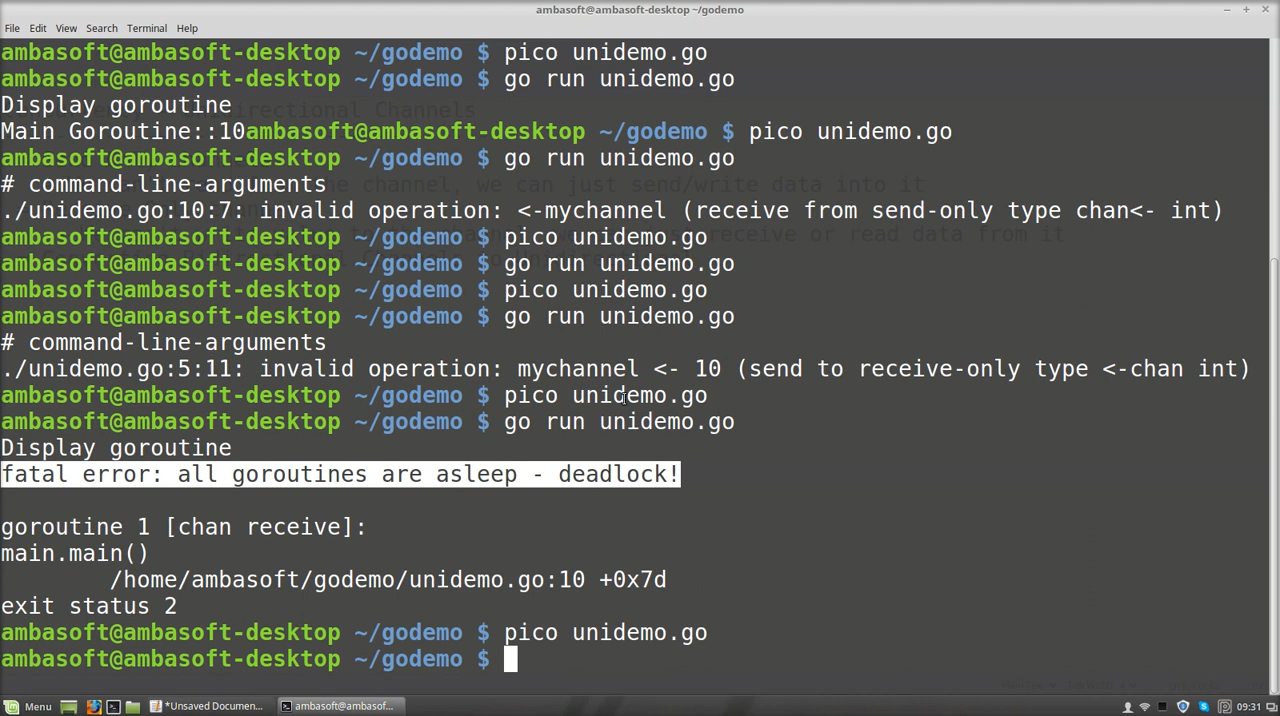 ambasoft@ambasoft-desktop ~/godemo
File Edit View Search Terminal Help
ambasoft@ambasoft-desktop ~/godemo $ pico unidemo.go
ambasoft@ambasoft-desktop ~/godemo $ go run unidemo.go
Display goroutine
Main Goroutine::10ambasoft@ambasoft-desktop ~/godemo $ pico unidemo.go
ambasoft@ambasoft-desktop ~/godemo $ go run unidemo.go
# command-line-arguments
./unidemo.go:10:7: invalid operation: <-mychannel (receive from send-only type chan<- int)
ambasoft@ambasoft-desktop ~/godemo $ pico unidemo.go
ambasoft@ambasoft-desktop ~/godemo $ go run unidemo.go
ambasoft@ambasoft-desktop ~/godemo $ pico unidemo.go
ambasoft@ambasoft-desktop ~/godemo $ go run unidemo.go
# command-line-arguments
./unidemo.go:5:11: invalid operation: mychannel <- 10 (send to receive-only type <-chan int)
ambasoft@ambasoft-desktop ~/godemo $ pico unidemo.go
ambasoft@ambasoft-desktop ~/godemo $ go run unidemo.go
Display goroutine
fatal error: all goroutines are asleep - deadlock!
goroutine 1 [chan receive]:
main.main()
/home/ambasoft/godemo/unidemo.go:10 +0x7d
exit status 2
ambasoft@ambasoft-desktop ~/godemo $ pico unidemo.go
ambasoft@ambasoft-desktop ~/godemo $
Menu *Unsaved Documen... ambasoft@ambasof... 09:31